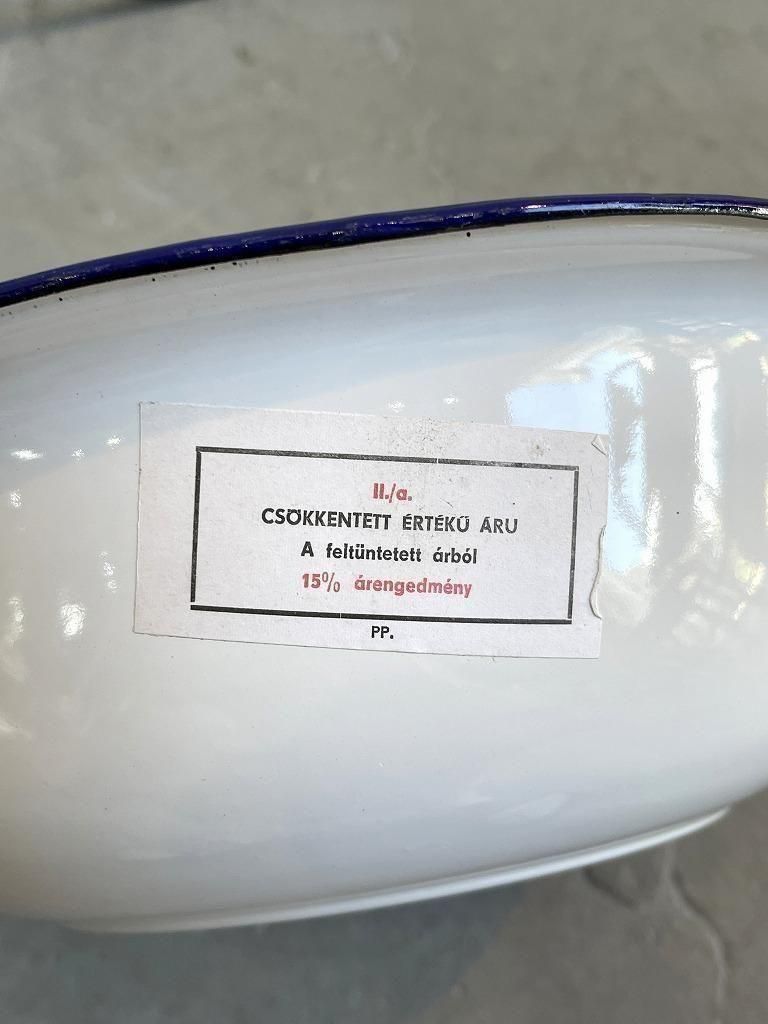 II./a.
CSÖKKENTETT ÉRTÉKŰ ÁRU
A feltüntetett árból
15% árengedmény
PP.